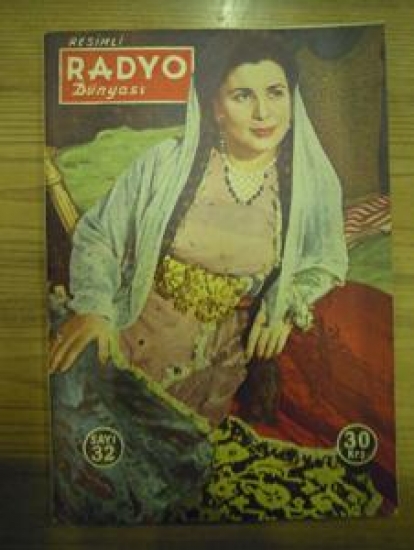 RESİMLİ
RADYO
Dünyası
SAYI
32
30
Krş